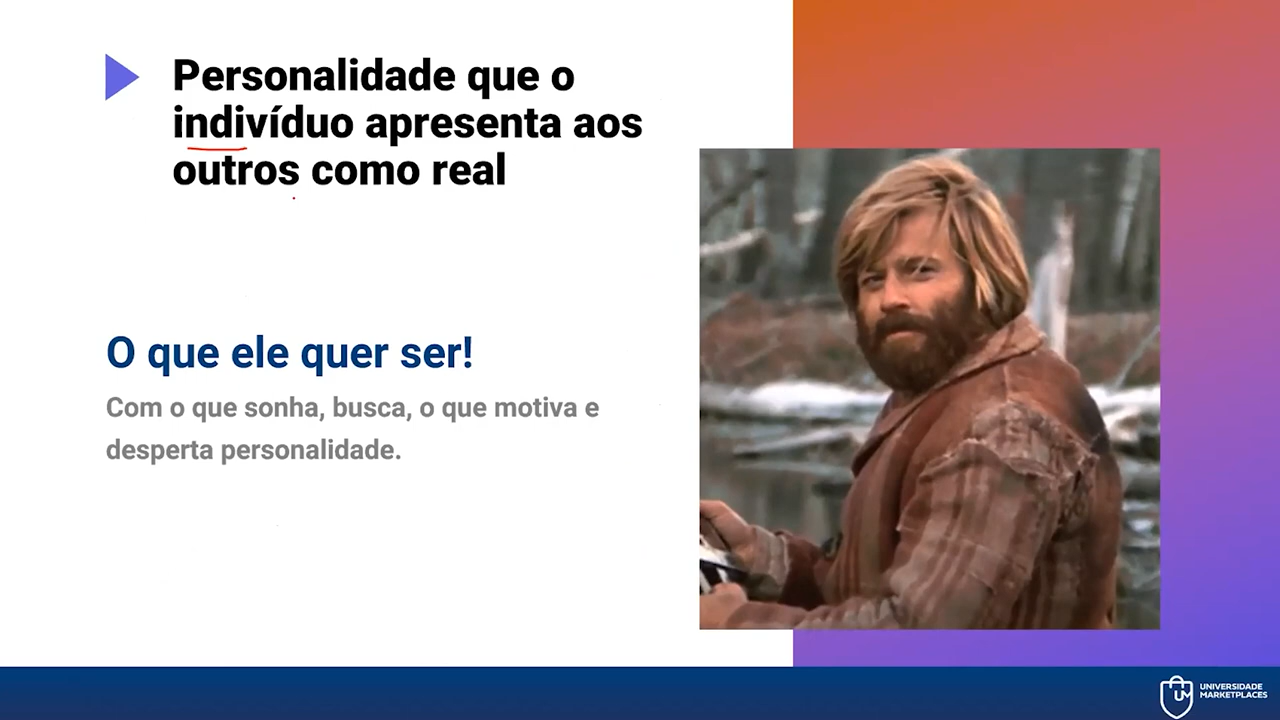 Personalidade que o
indivíduo apresenta aos
outros como real
O que ele quer ser!
Com o que sonha, busca, o que motiva e
desperta personalidade.
UM
UNIVERSIDADE
MARKETPLACES